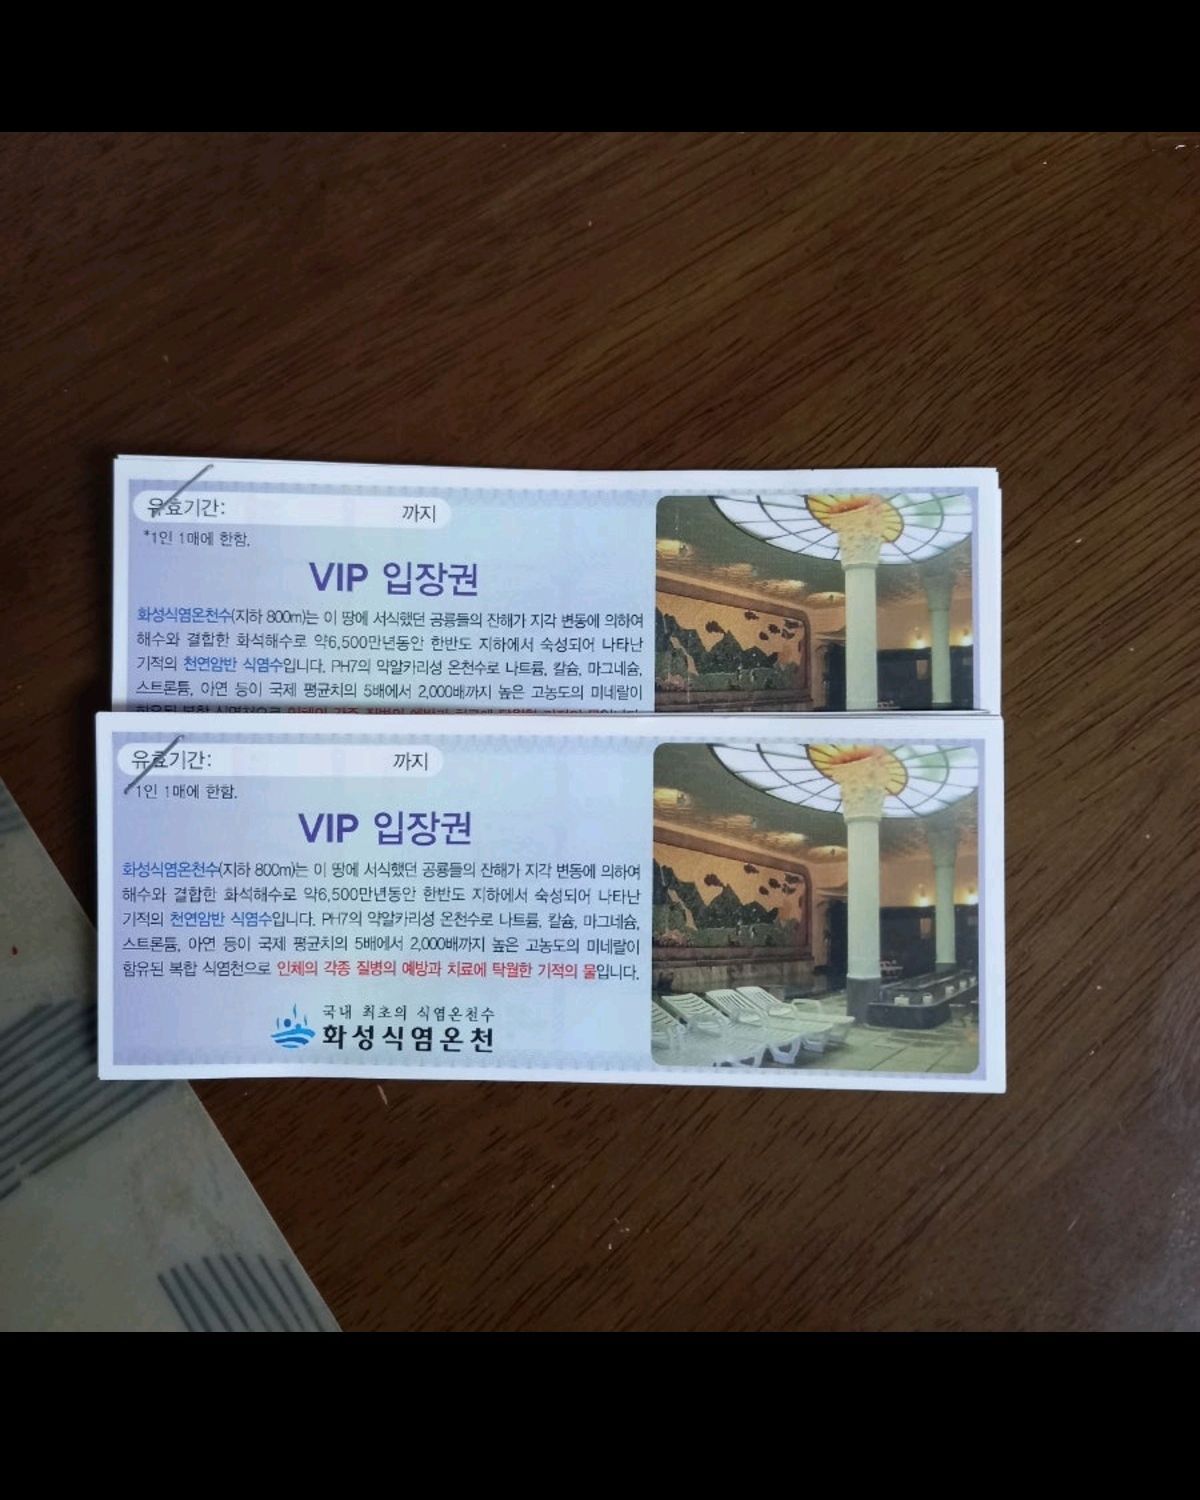 유효기간: 까지
*1인 1매에 한함.
VIP 입장권
화성식염온천수(지하 800m)는 이 땅에 서식했던 공룡들의 잔해가 지각 변동에 의하여
해수와 결합한 화석해수로 약6,500만년동안 한반도 지하에서 숙성되어 나타난
기적의 천연암반 식염수입니다. PH7의 약알카리성 온천수로 나트륨, 칼슘, 마그네슘,
스트론튬, 아연 등이 국제 평균치의 5배에서 2,000배까지 높은 고농도의 미네랄이
유효기간: 까지
1인 1매에 한함.
VIP 입장권
화성식염온천수(지하 800m)는 이 땅에 서식했던 공룡들의 잔해가 지각 변동에 의하여
해수와 결합한 화석해수로 약6,500만년동안 한반도 지하에서 숙성되어 나타난
기적의 천연암반 식염수입니다. PH7의 약알카리성 온천수로 나트륨, 칼슘, 마그네슘,
스트론튬, 아연 등이 국제 평균치의 5배에서 2,000배까지 높은 고농도의 미네랄이
함유된 복합 식염천으로 인체의 각종 질병의 예방과 치료에 탁월한 기적의 물입니다.
국내 최초의 식염온천수
화성식염온천